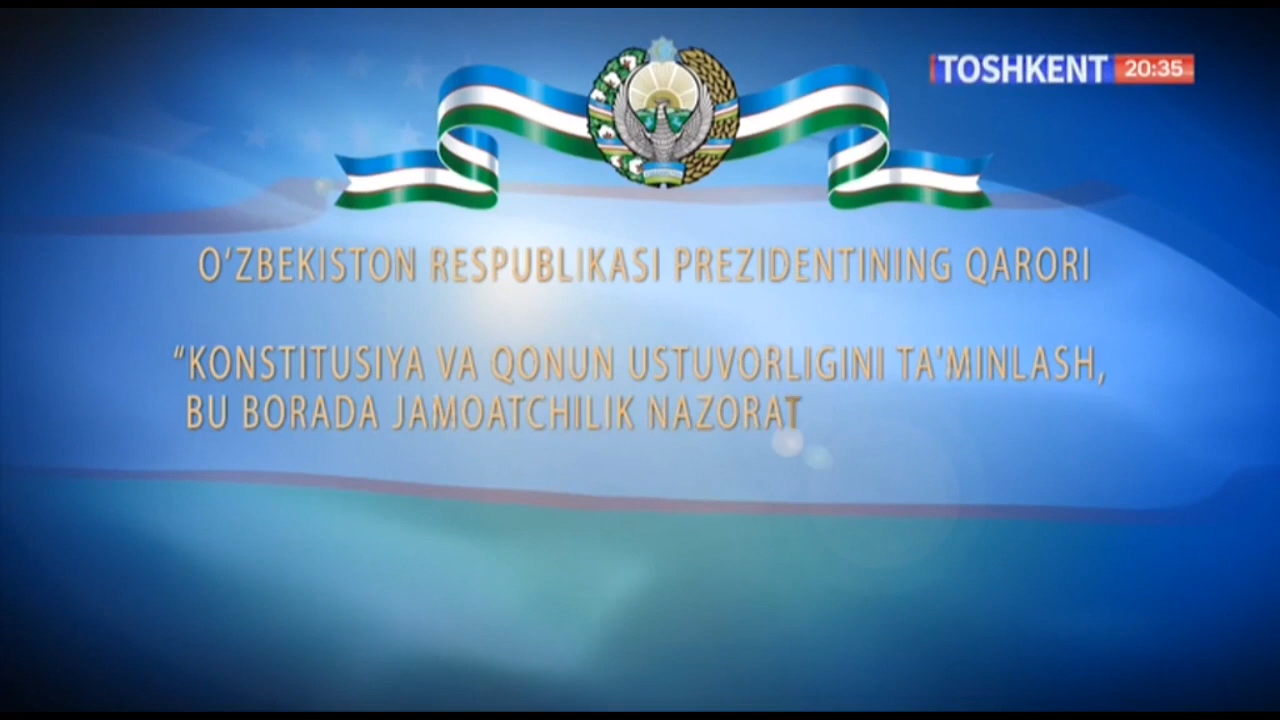 TOSHKENT 20:35
O‘ZBEKISTON RESPUBLIKASI PREZIDENTINING QARORI
“KONSTITUSIYA VA QONUN USTUVORLIGINI TA'MINLASH,
BU BORADA JAMOATCHILIK NAZORAT